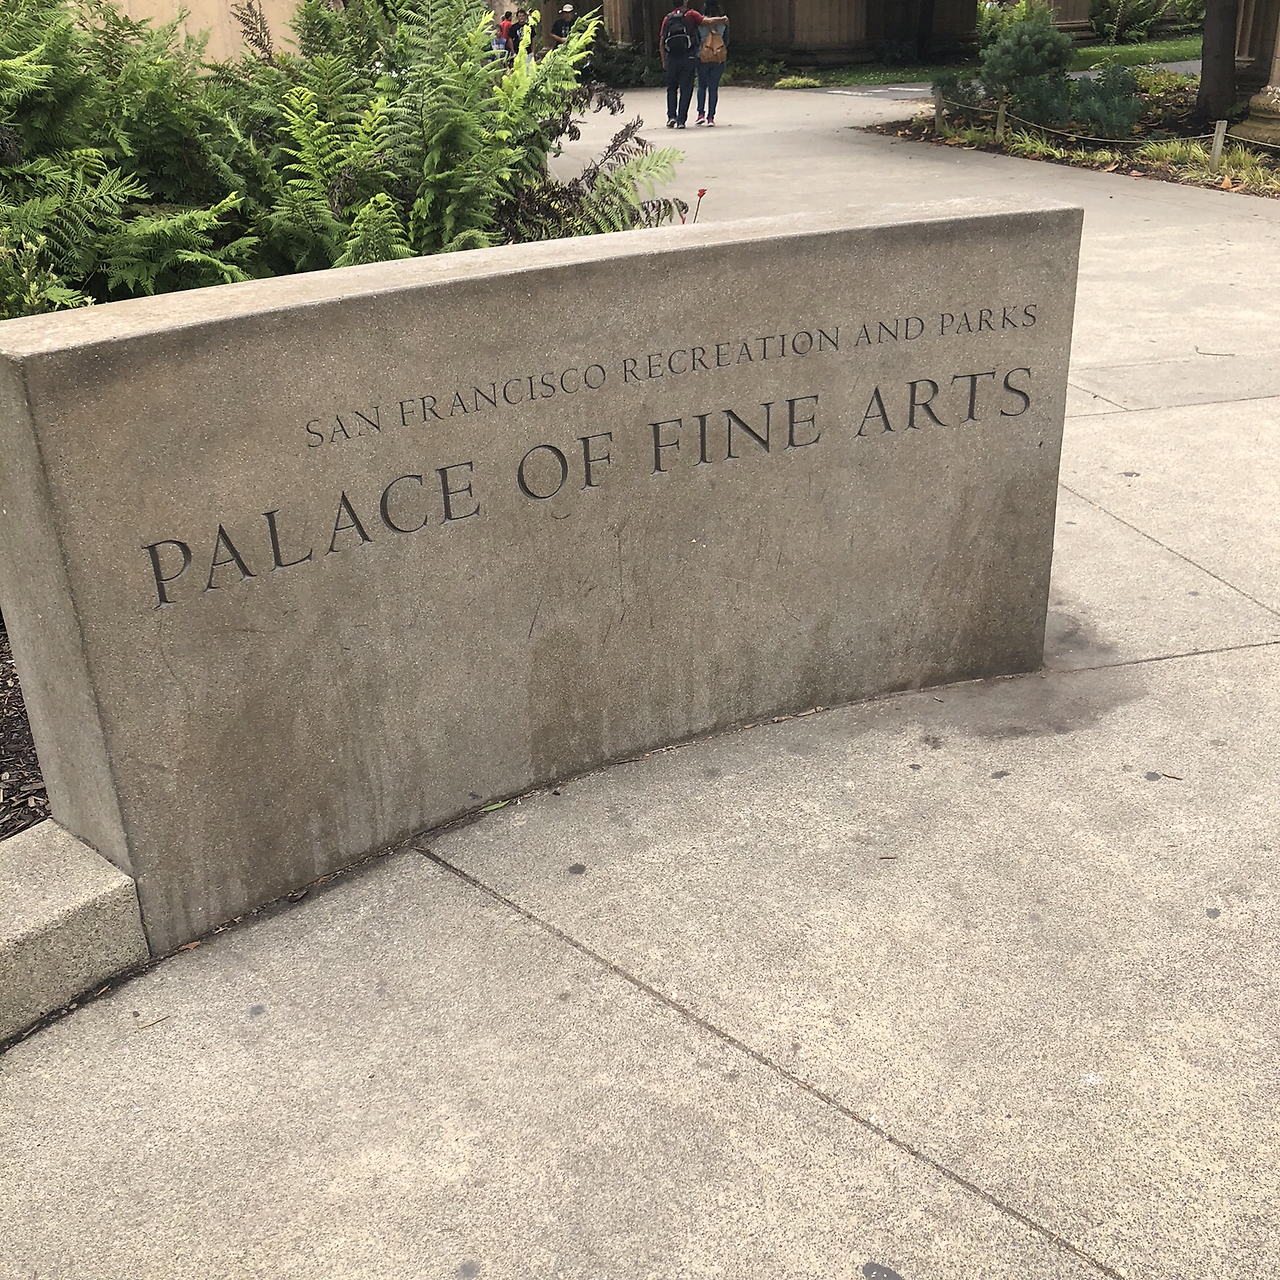 SAN FRANCISCO RECREATION AND PARKS
PALACE OF FINE ARTS